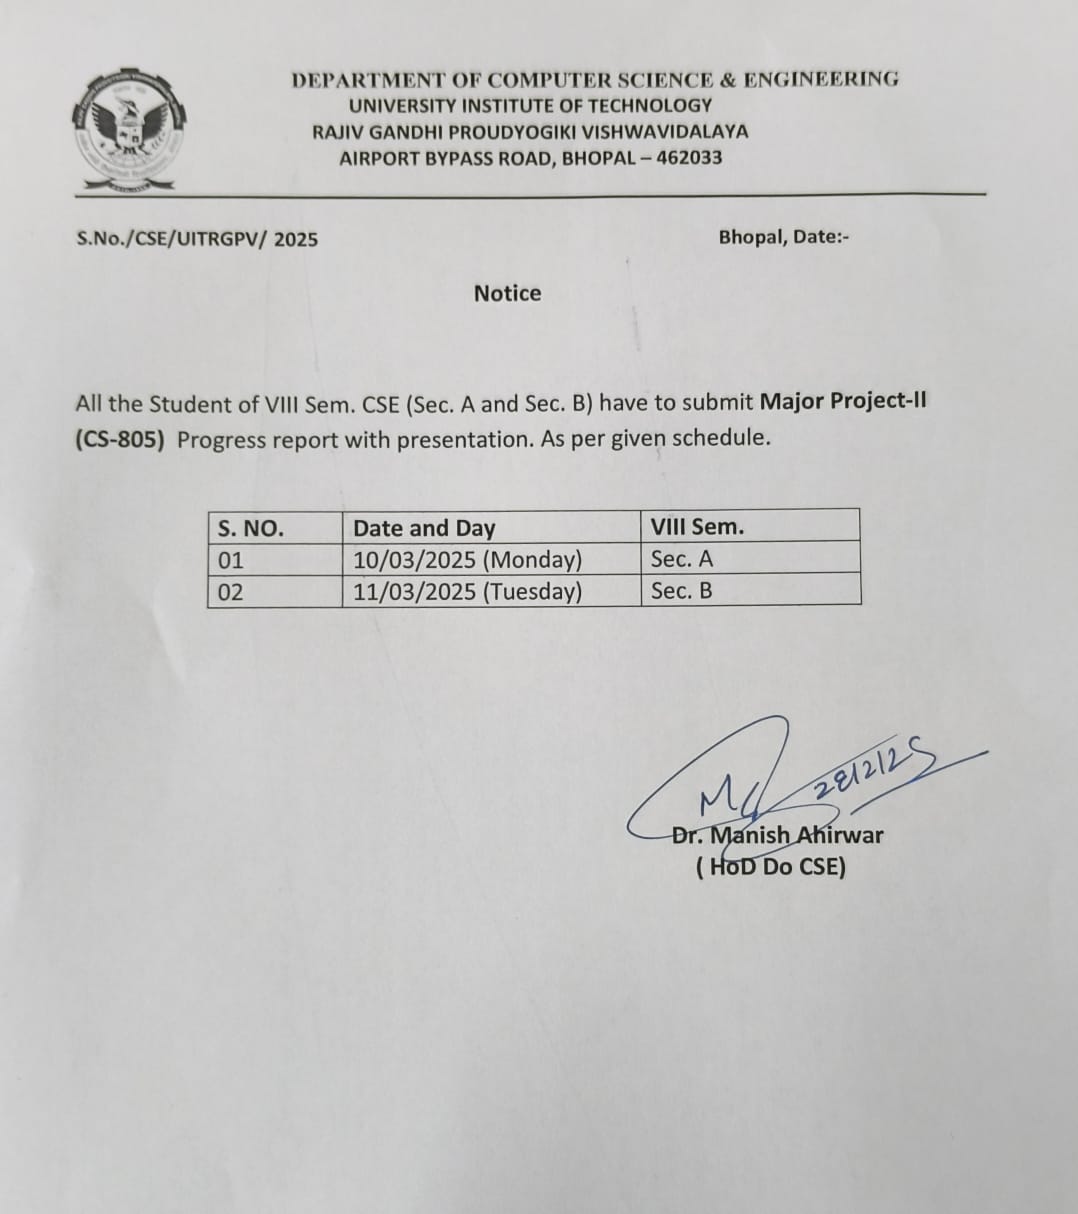 DEPARTMENT OF COMPUTER SCIENCE & ENGINEERING
UNIVERSITY INSTITUTE OF TECHNOLOGY
RAJIV GANDHI PROUDYOGIKI VISHWAVIDALAYA
AIRPORT BYPASS ROAD, BHOPAL – 462033
S.No./CSE/UITRGPV/ 2025 Bhopal, Date:-
Notice
All the Student of VIII Sem. CSE (Sec. A and Sec. B) have to submit Major Project-II
(CS-805) Progress report with presentation. As per given schedule.
S. NO. Date and Day VIII Sem.
01 10/03/2025 (Monday) Sec. A
02 11/03/2025 (Tuesday) Sec. B
28/2/25
Dr. Manish Ahirwar
( HoD Do CSE)